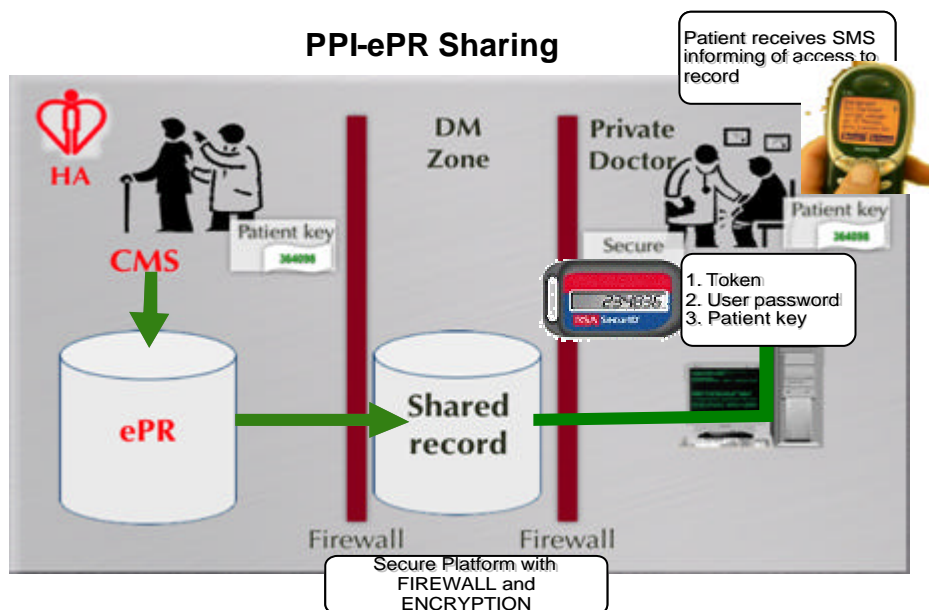 PPI-ePR Sharing
Patient receives SMS
informing of access to
record
HA
DM
Zone
Private
Doctor
Patient key
364098
CMS
Patient key
364098
Secure
1. Token
2. User password
3. Patient key
SecurID
ePR
Shared
record
Firewall
Firewall
Secure Platform with
FIREWALL and
ENCRYPTION